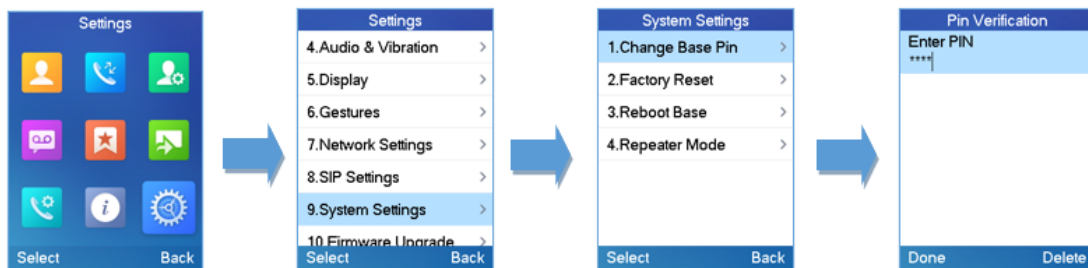 Settings
Select Back
Settings
4.Audio & Vibration
5.Display
6.Gestures
7.Network Settings
8.SIP Settings
9.System Settings
10.Firmware Upgrade
Select Back
System Settings
1.Change Base Pin
2.Factory Reset
3.Reboot Base
4.Repeater Mode
Select Back
Pin Verification
Enter PIN
****
Done Delete